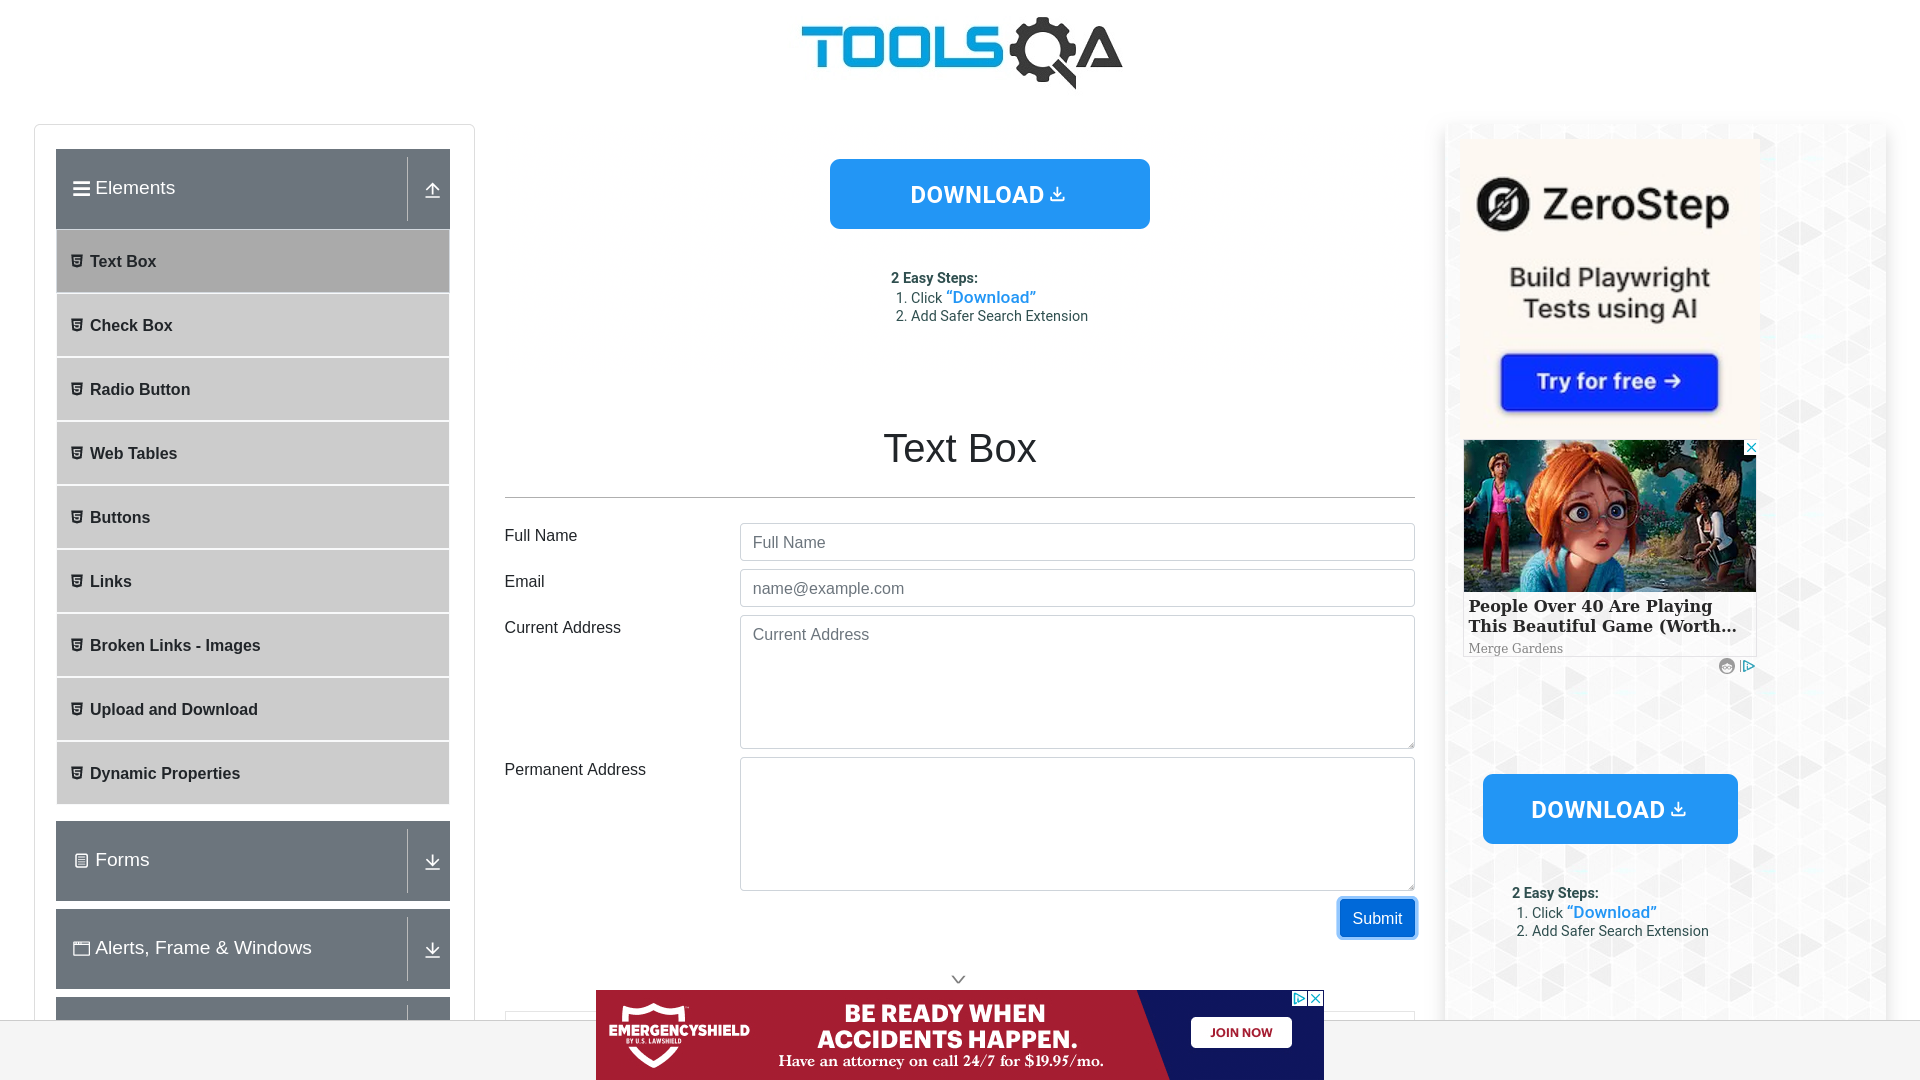 TOOLSQA
Elements
Text Box
Check Box
Radio Button
Web Tables
Buttons
Links
Broken Links - Images
Upload and Download
Dynamic Properties
Forms
Alerts, Frame & Windows
DOWNLOAD
2 Easy Steps:
1. Click “Download”
2. Add Safer Search Extension
Text Box
Full Name
Full Name
Email
name@example.com
Current Address
Current Address
Permanent Address
Submit
ZeroStep
Build Playwright
Tests using AI
Try for free →
People Over 40 Are Playing
This Beautiful Game (Worth...
Merge Gardens
DOWNLOAD
2 Easy Steps:
1. Click “Download”
2. Add Safer Search Extension
EMERGENCYSHIELD
BY U.S. LAWSHIELD
BE READY WHEN
ACCIDENTS HAPPEN.
Have an attorney on call 24/7 for $19.95/mo.
JOIN NOW